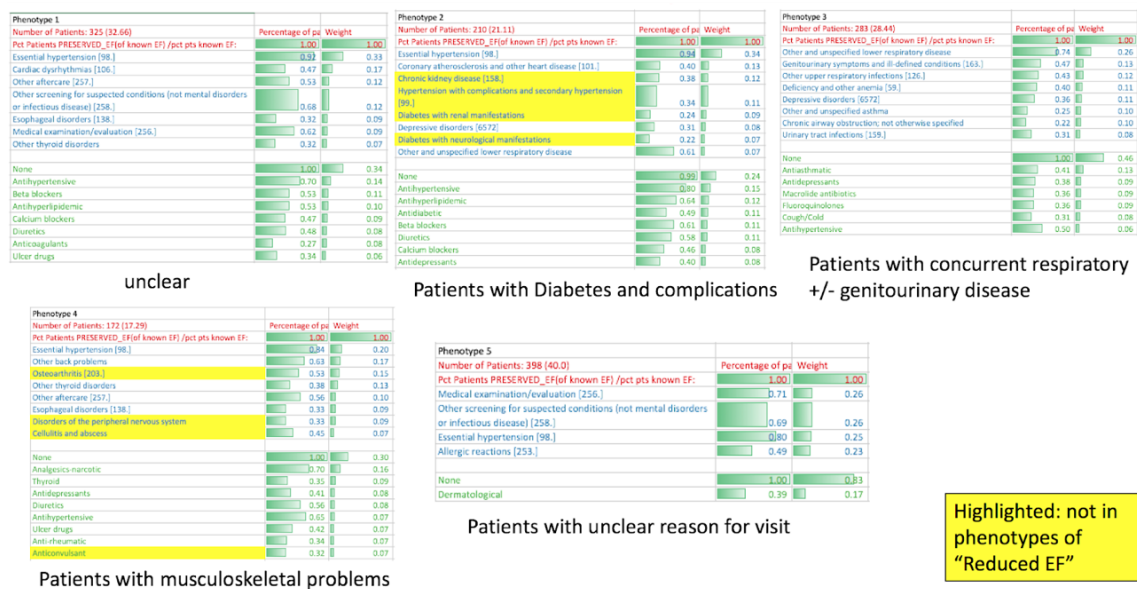 Phenotype 1
Number of Patients: 325 (32.66) Percentage of pa Weight
Pct Patients PRESERVED_EF(of known EF) /pct pts known EF: 1.00 1.00
Essential hypertension [98.] 0.92 0.33
Cardiac dysrhythmias [106.] 0.47 0.17
Other aftercare [257.] 0.53 0.12
Other screening for suspected conditions (not mental disorders
or infectious disease) [258.] 0.68 0.12
Esophageal disorders [138.] 0.32 0.09
Medical examination/evaluation [256.] 0.62 0.09
Other thyroid disorders 0.32 0.07
None 1.00 0.34
Antihypertensive 0.70 0.14
Beta blockers 0.53 0.11
Antihyperlipidemic 0.53 0.10
Calcium blockers 0.47 0.09
Diuretics 0.48 0.08
Anticoagulants 0.27 0.08
Ulcer drugs 0.34 0.06
unclear
Phenotype 2
Number of Patients: 210 (21.11) Percentage of pa Weight
Pct Patients PRESERVED_EF(of known EF) /pct pts known EF: 1.00 1.00
Essential hypertension [98.] 0.94 0.34
Coronary atherosclerosis and other heart disease [101.] 0.40 0.13
Chronic kidney disease [158.] 0.38 0.12
Hypertension with complications and secondary hypertension
[99.] 0.34 0.11
Diabetes with renal manifestations 0.24 0.09
Depressive disorders [6572] 0.31 0.08
Diabetes with neurological manifestations 0.22 0.07
Other and unspecified lower respiratory disease 0.61 0.07
None 0.99 0.24
Antihypertensive 0.80 0.15
Antihyperlipidemic 0.64 0.12
Antidiabetic 0.49 0.11
Beta blockers 0.61 0.11
Diuretics 0.58 0.11
Calcium blockers 0.46 0.08
Antidepressants 0.40 0.08
Patients with Diabetes and complications
Phenotype 3
Number of Patients: 283 (28.44) Percentage of pa Weight
Pct Patients PRESERVED_EF(of known EF) /pct pts known EF: 1.00 1.00
Other and unspecified lower respiratory disease 0.74 0.26
Genitourinary symptoms and ill-defined conditions [163.] 0.47 0.13
Other upper respiratory infections [126.] 0.43 0.12
Deficiency and other anemia [59.] 0.40 0.11
Depressive disorders [6572] 0.36 0.11
Other and unspecified asthma 0.25 0.10
Chronic airway obstruction; not otherwise specified 0.22 0.10
Urinary tract infections [159.] 0.31 0.08
None 1.00 0.46
Antiasthmatic 0.41 0.13
Antidepressants 0.38 0.09
Macrolide antibiotics 0.36 0.09
Fluoroquinolones 0.36 0.09
Cough/Cold 0.31 0.08
Antihypertensive 0.50 0.06
Patients with concurrent respiratory
+/- genitourinary disease
Phenotype 4
Number of Patients: 172 (17.29) Percentage of pa Weight
Pct Patients PRESERVED_EF(of known EF) /pct pts known EF: 1.00 1.00
Essential hypertension [98.] 0.84 0.20
Other back problems 0.63 0.17
Osteoarthritis [203.] 0.53 0.15
Other thyroid disorders 0.38 0.13
Other aftercare [257.] 0.56 0.10
Esophageal disorders [138.] 0.33 0.09
Disorders of the peripheral nervous system 0.33 0.09
Cellulitis and abscess 0.45 0.07
None 1.00 0.30
Analgesics-narcotic 0.70 0.16
Thyroid 0.35 0.09
Antidepressants 0.41 0.08
Diuretics 0.56 0.08
Antihypertensive 0.65 0.07
Ulcer drugs 0.42 0.07
Anti-rheumatic 0.34 0.07
Anticonvulsant 0.32 0.07
Patients with musculoskeletal problems
Phenotype 5
Number of Patients: 398 (40.0) Percentage of pa Weight
Pct Patients PRESERVED_EF(of known EF) /pct pts known EF: 1.00 1.00
Medical examination/evaluation [256.] 0.71 0.26
Other screening for suspected conditions (not mental disorders
or infectious disease) [258.] 0.69 0.26
Essential hypertension [98.] 0.80 0.25
Allergic reactions [253.] 0.49 0.23
None 1.00 0.83
Dermatological 0.39 0.17
Patients with unclear reason for visit
Highlighted: not in
phenotypes of
“Reduced EF”